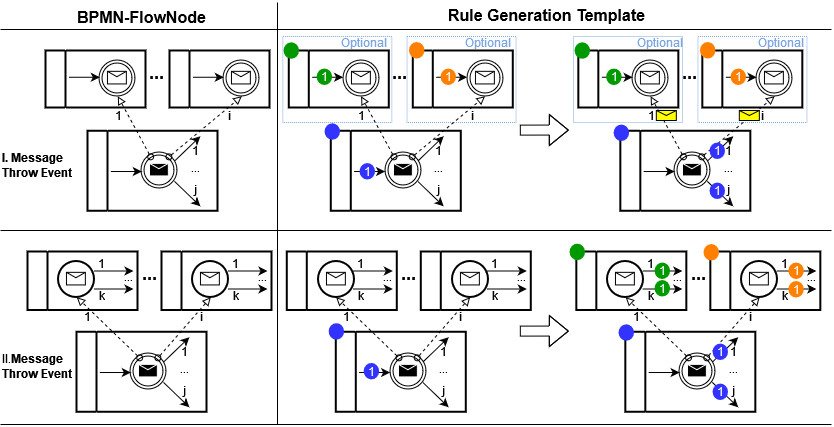 BPMN-FlowNode
Rule Generation Template
I. Message
Throw Event
...
1
i
1
...
j
Optional
Optional
1
...
1
1
i
1
1
...
j
Optional
Optional
1
...
1
1
i
1
1
...
1
j
II.Message
Throw Event
1
...
k
...
1
...
k
1
i
1
...
j
1
...
k
...
1
...
k
1
i
1
1
...
j
1
1
...
k
1
...
1
1
...
k
1
1
i
1
1
...
1
j